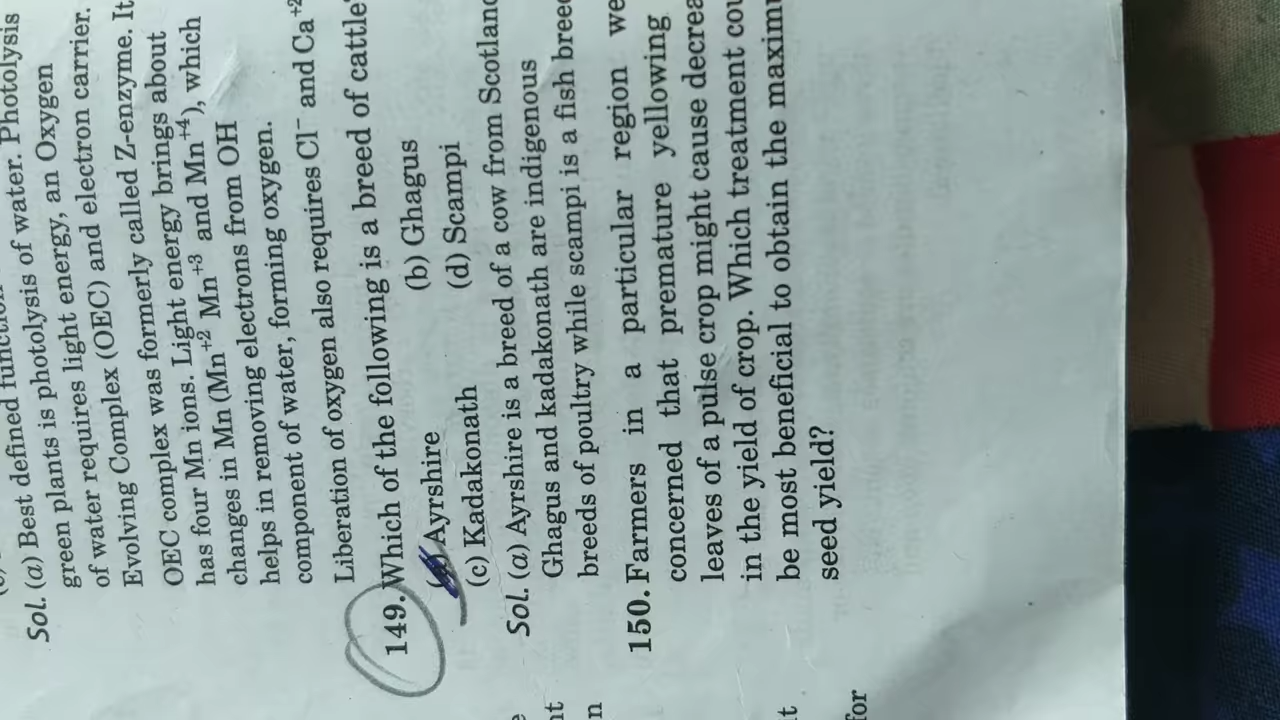 Sol. (a) Best defined function
green plants is photolysis of water. Photolysis
of water requires light energy, an Oxygen
Evolving Complex (OEC) and electron carrier.
OEC complex was formerly called Z-enzyme. It
has four Mn ions. Light energy brings about
changes in Mn (Mn+2 Mn+3 and Mn+4), which
helps in removing electrons from OH
component of water, forming oxygen.
Liberation of oxygen also requires Cl− and Ca+2
149. Which of the following is a breed of cattle
(a) Ayrshire (b) Ghagus
(c) Kadakonath (d) Scampi
Sol. (a) Ayrshire is a breed of a cow from Scotland
Ghagus and kadakonath are indigenous
breeds of poultry while scampi is a fish breed
150. Farmers in a particular region we
concerned that premature yellowing
leaves of a pulse crop might cause decrea
in the yield of crop. Which treatment cou
be most beneficial to obtain the maximu
seed yield?
for